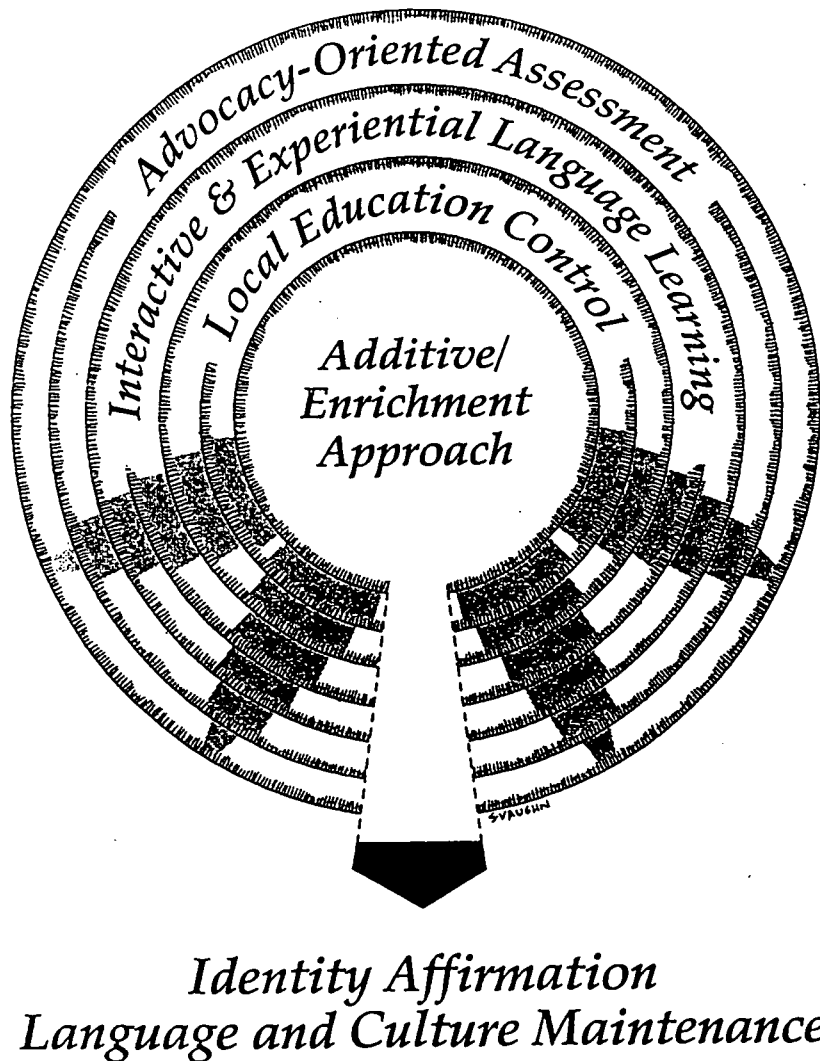 Advocacy-Oriented Assessment
Interactive & Experiential Language Learning
Local Education Control
Additive/
Enrichment
Approach
SVAUGHN
Identity Affirmation
Language and Culture Maintenance